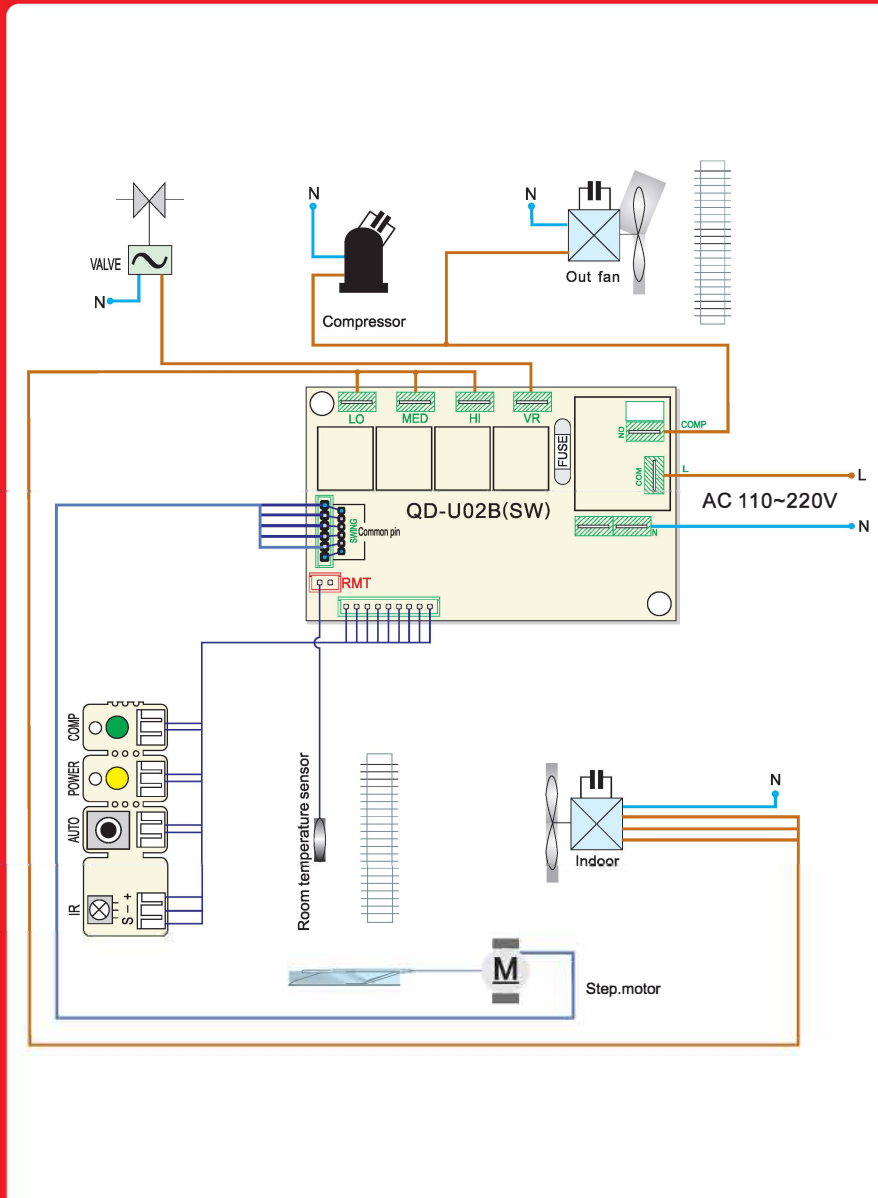 N
N
VALVE
N
Compressor
Out fan
LO
MED
HI
VR
NO
COMP
FUSE
COM
L
L
AC 110~220V
QD-U02B(SW)
SWING
Common pin
N
N
RMT
COMP
POWER
AUTO
IR
S – +
Room temperature sensor
N
Indoor
M
Step.motor